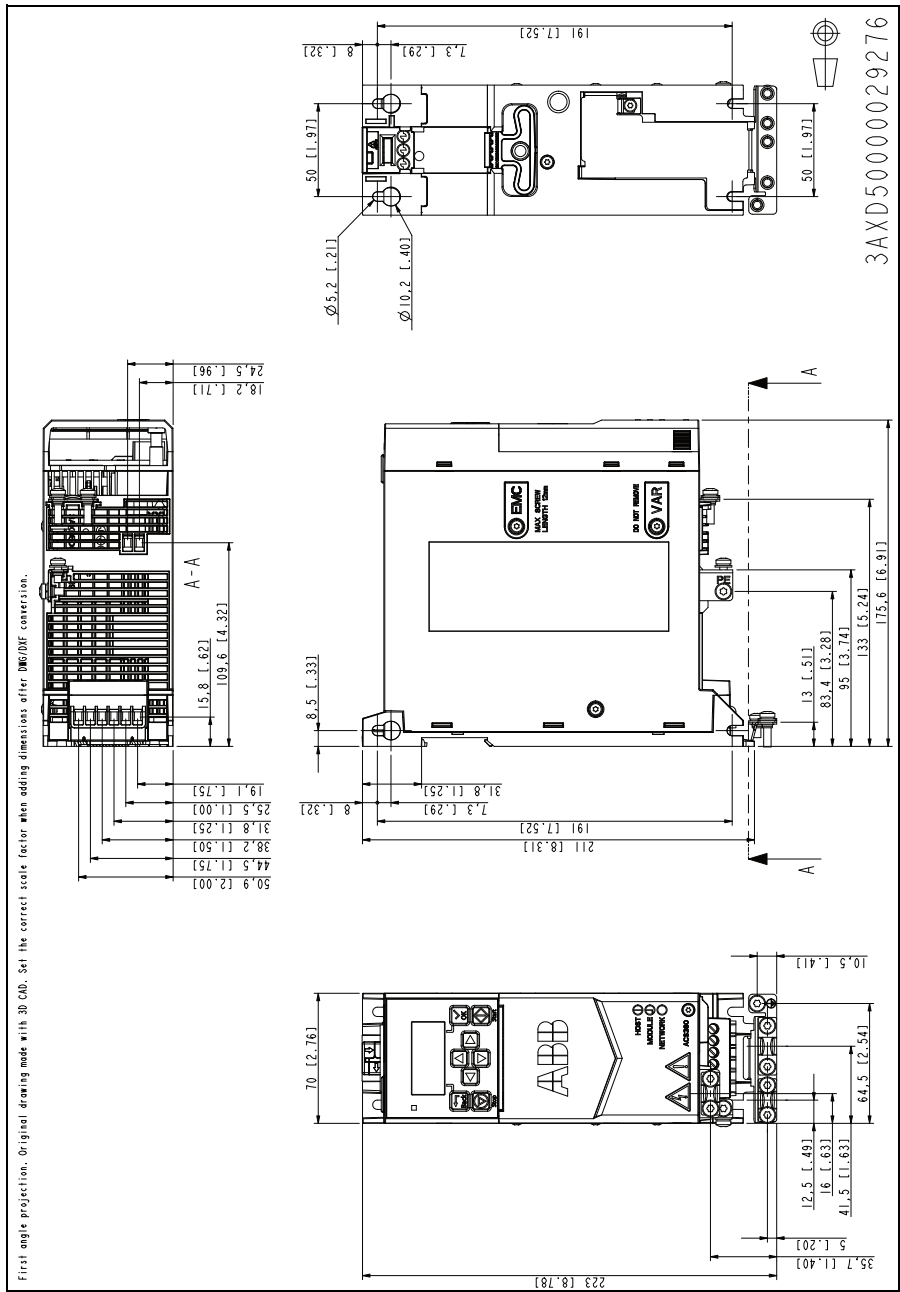 3AXD50000029276
8 [.32]
7,3 [.29]
191 [7.52]
50 [1.97]
50 [1.97]
Ø5,2 [.21]
Ø10,2 [.40]
24,5 [.96]
18,2 [.71]
A-A
15,8 [.62]
109,6 [4.32]
19,1 [.75]
25,5 [1.00]
31,8 [1.25]
38,2 [1.50]
44,5 [1.75]
50,9 [2.00]
EMC
MAX SCREW
LENGTH 12mm
DO NOT REMOVE
VAR
PE
A
A
8,5 [.33]
13 [.51]
83,4 [3.28]
95 [3.74]
133 [5.24]
175,6 [6.91]
31,8 [1.25]
8 [.32]
7,3 [.29]
191 [7.52]
211 [8.31]
70 [2.76]
OK
Start
Back
Stop
ABB
HOST
MODULE
NETWORK
ACS380
10,5 [.41]
64,5 [2.54]
12,5 [.49]
16 [.63]
41,5 [1.63]
5 [.20]
35,7 [1.40]
223 [8.78]
First angle projection. Original drawing made with 3D CAD. Set the correct scale factor when adding dimensions after DWG/DXF conversion.